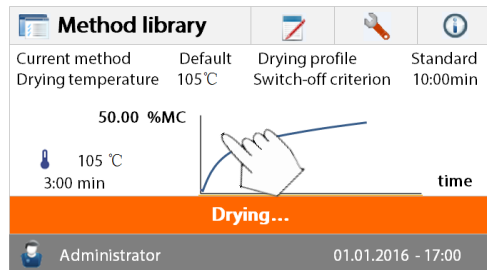 Method library
Current method Default Drying profile Standard
Drying temperature 105℃ Switch-off criterion 10:00min
50.00 %MC
105 ℃
3:00 min
time
Drying...
Administrator 01.01.2016 - 17:00